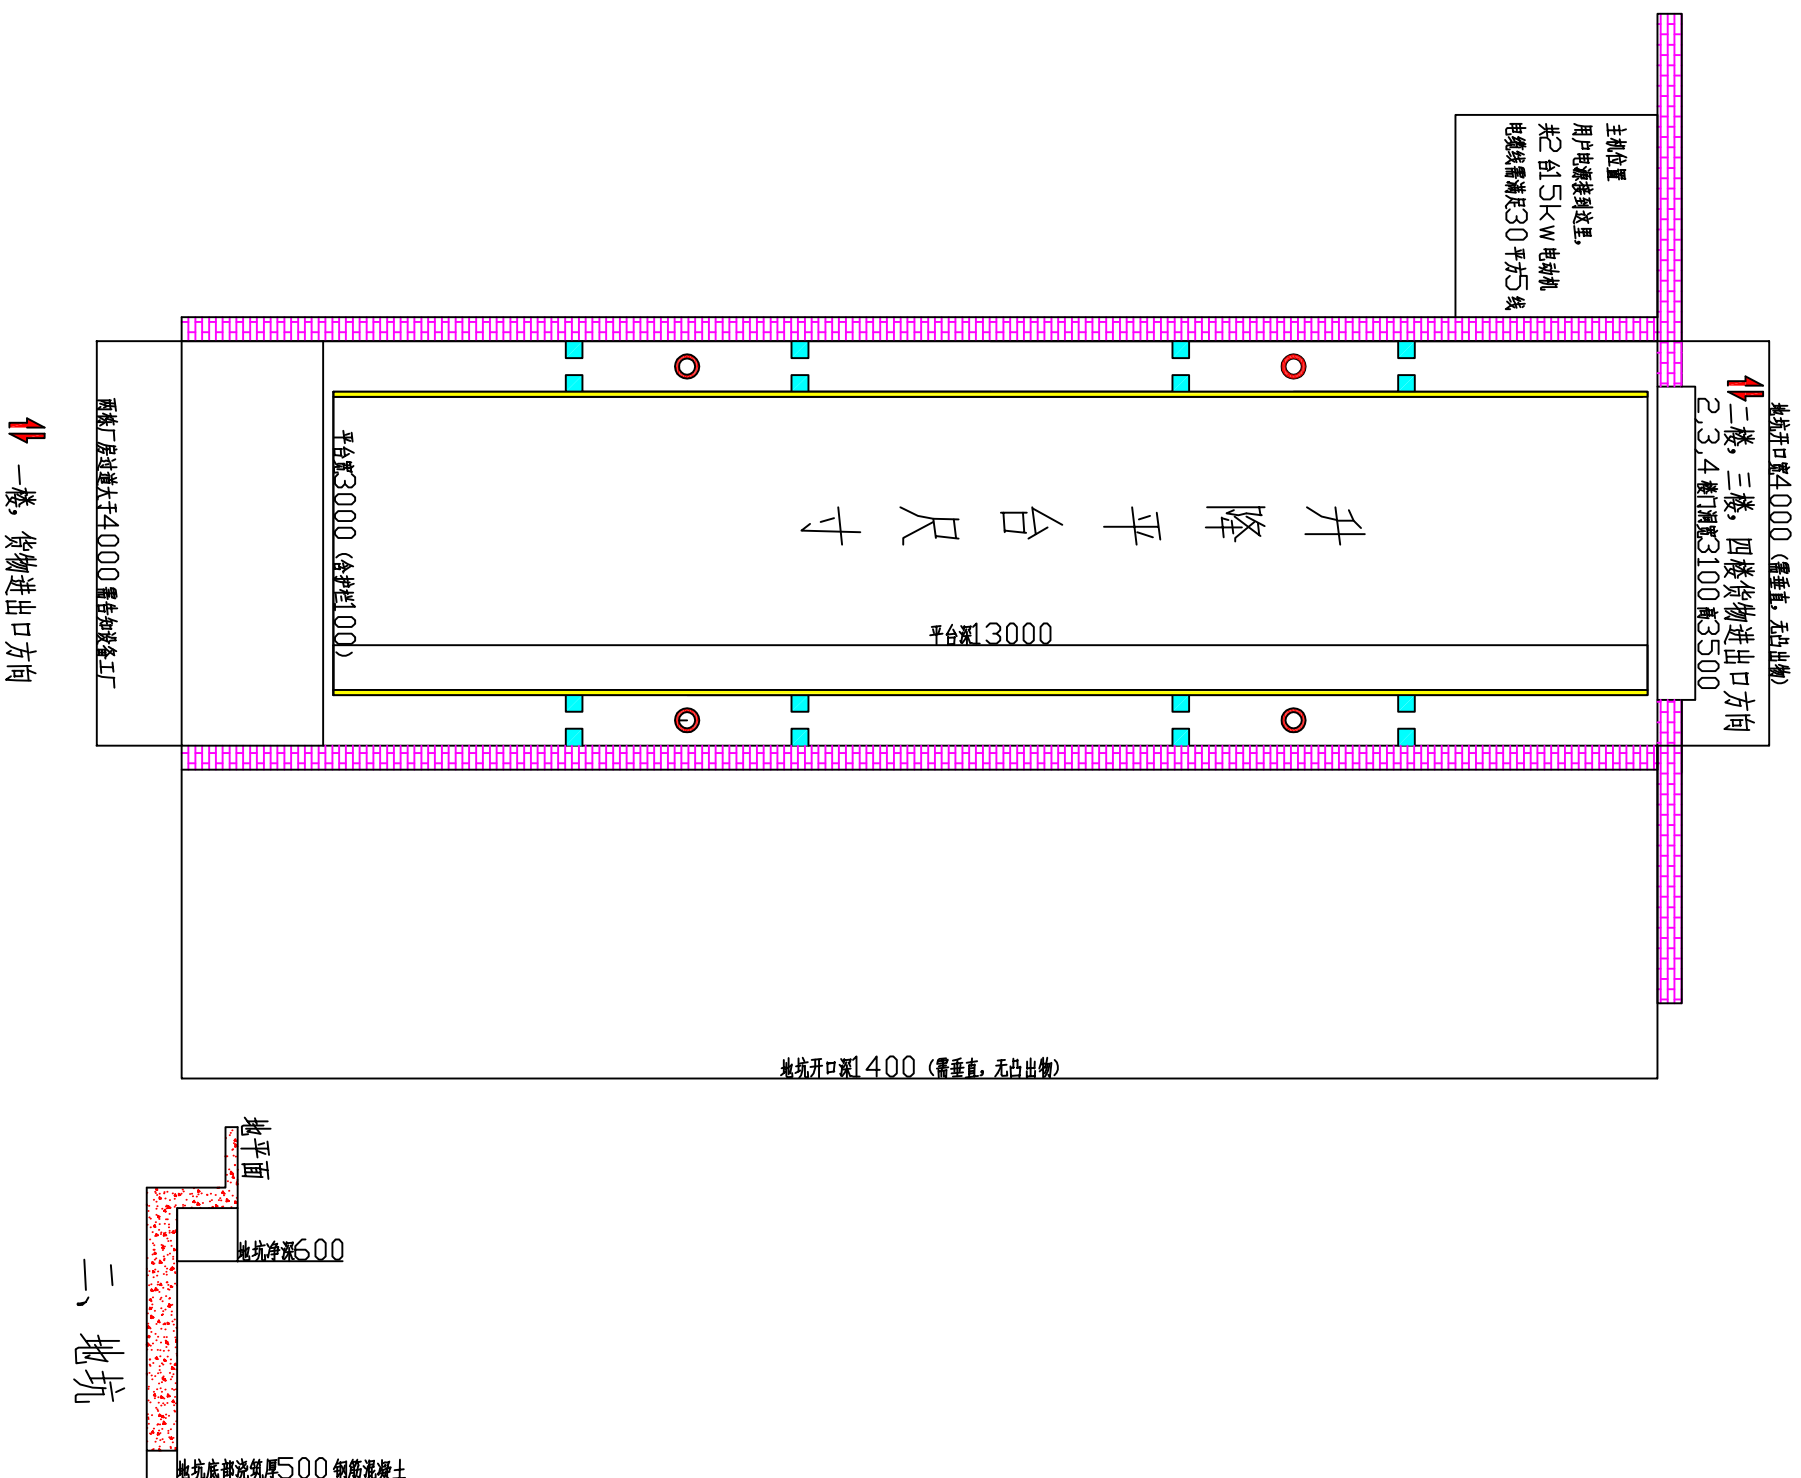 主机位置
用户电源接到这里,
共2台15kW电动机
电缆线需满足30平方5线
地坑开口宽4000（需垂直，无凸出物）
二楼，三楼，四楼货物进出口方向
2,3,4楼门洞宽3100高3500
升降平台尺寸
平台深13000
平台宽3000（含护栏100）
两栋厂房过道大于4000需告知设备工厂
一楼，货物进出口方向
地坑开口深1400（需垂直，无凸出物）
地平面
地坑净深600
二、地坑
地坑底部浇筑厚500钢筋混凝土